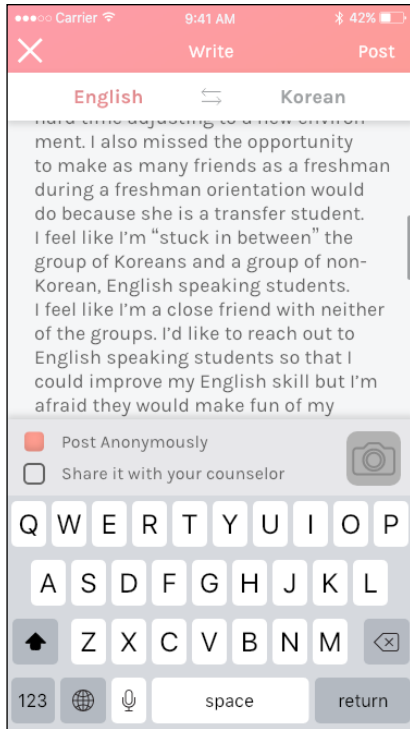 Carrier 9:41 AM 42%
Write Post
English Korean
hard time adjusting to a new environ
ment. I also missed the opportunity
to make as many friends as a freshman
during a freshman orientation would
do because she is a transfer student.
I feel like I'm “stuck in between” the
group of Koreans and a group of non-
Korean, English speaking students.
I feel like I'm a close friend with neither
of the groups. I'd like to reach out to
English speaking students so that I
could improve my English skill but I'm
afraid they would make fun of my
Post Anonymously
Share it with your counselor
Q W E R T Y U I O P
A S D F G H J K L
Z X C V B N M
123 space return